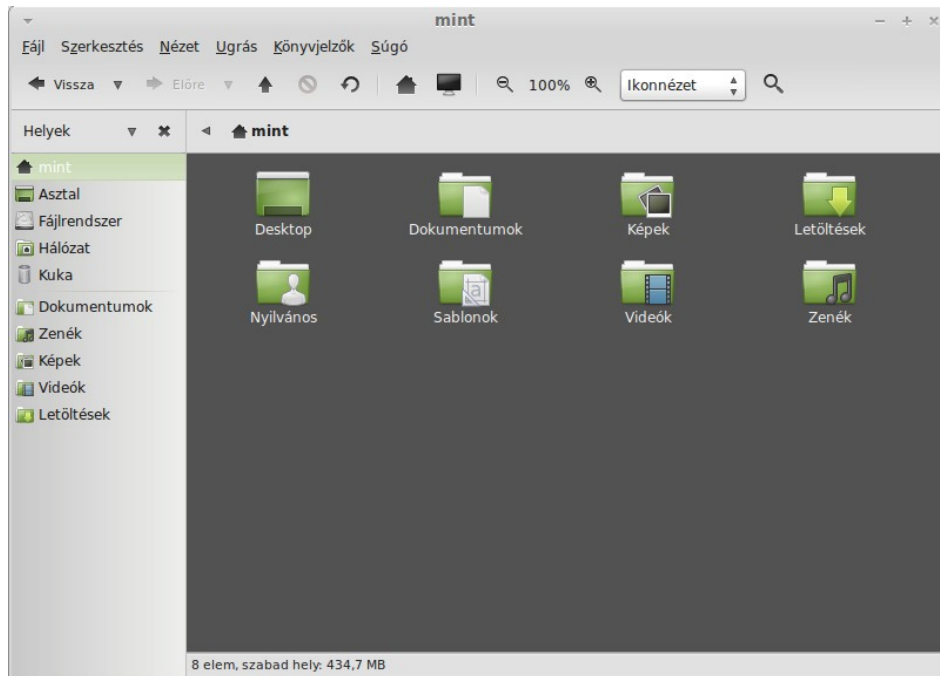 mint
Fájl Szerkesztés Nézet Ugrás Könyvjelzők Súgó
Vissza Előre 100% Ikonnézet
Helyek mint
mint
Asztal
Fájlrendszer
Hálózat
Kuka
Dokumentumok
Zenék
Képek
Videók
Letöltések
Desktop Dokumentumok Képek Letöltések
Nyilvános Sablonok Videók Zenék
8 elem, szabad hely: 434,7 MB